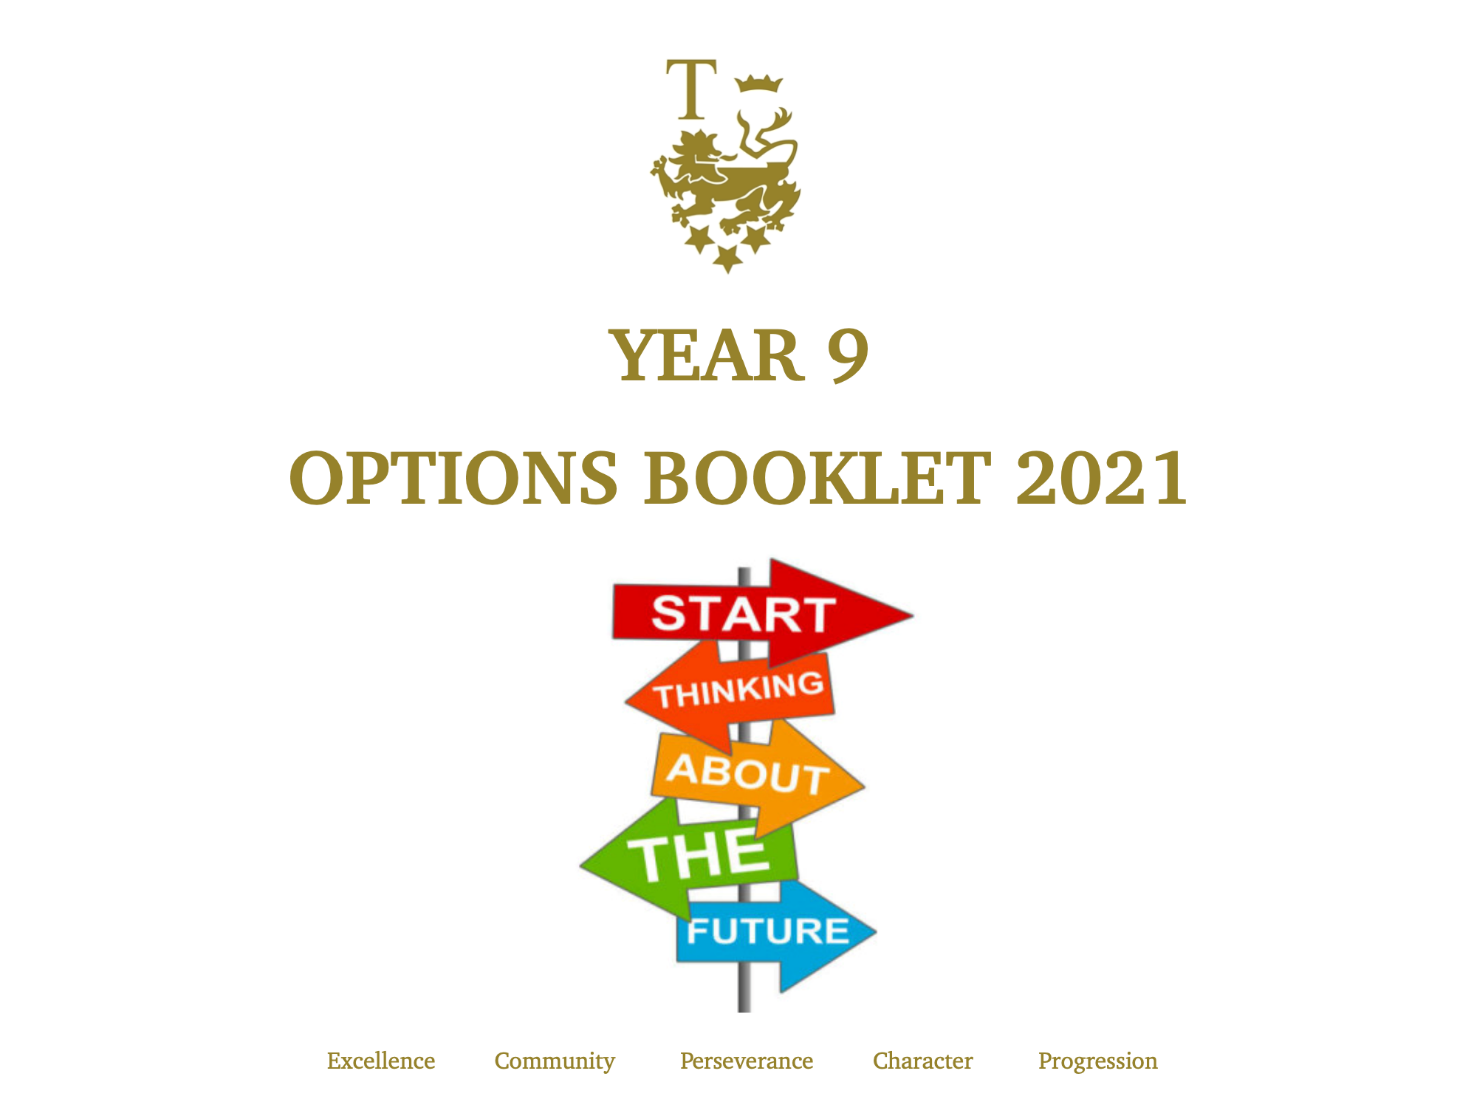 T
YEAR 9
OPTIONS BOOKLET 2021
START
THINKING
ABOUT
THE
FUTURE
Excellence Community Perseverance Character Progression